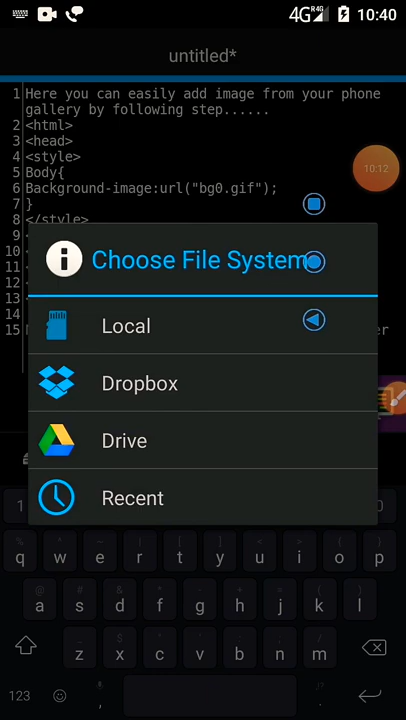 4G R4G 10:40
untitled*
1 Here you can easily add image from your phone
gallery by following step......
2 <html>
3 <head>
4 <style>
5 Body{
6 Background-image:url("bg0.gif");
7 }
8 </style>
10:12
Choose File System
Local
Dropbox
Drive
Recent
15
q w e r t y u i o p
a s d f g h j k l
z x c v b n m
123 , .